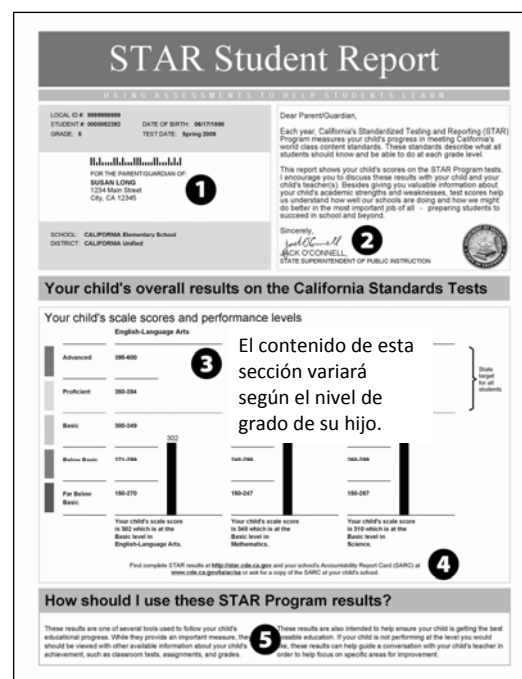 STAR Student Report
USING ASSESSMENTS TO HELP STUDENTS LEARN
LOCAL ID #: 9999999999
STUDENT #: 0000052392 DATE OF BIRTH: 06/17/1998
GRADE: 5 TEST DATE: Spring 2009
FOR THE PARENT/GUARDIAN OF:
SUSAN LONG
1234 Main Street
City, CA 12345
1
SCHOOL: CALIFORNIA Elementary School
DISTRICT: CALIFORNIA Unified
Dear Parent/Guardian,
Each year, California's Standardized Testing and Reporting (STAR)
Program measures your child's progress in meeting California's
world class content standards. These standards describe what all
students should know and be able to do at each grade level.
This report shows your child's scores on the STAR Program tests.
I encourage you to discuss these results with your child and your
child's teacher(s). Besides giving you valuable information about
your child's academic strengths and weaknesses, test scores help
us understand how well our schools are doing and how we might
do better in the most important job of all - preparing students to
succeed in school and beyond.
Sincerely,
2
JACK O'CONNELL,
STATE SUPERINTENDENT OF PUBLIC INSTRUCTION
Your child's overall results on the California Standards Tests
Your child's scale scores and performance levels
English-Language Arts
3
El contenido de esta
sección variará
según el nivel de
grado de su hijo.
Advanced 395-600
Proficient 350-394
State
target
for all
students
Basic 300-349
302
Below Basic
Far Below
Basic
150-270 150-247 150-267
Your child's scale score
is 302 which is at the
Basic level in
English-Language Arts.
Your child's scale score
is 348 which is at the
Basic level in
Mathematics.
Your child's scale score
is 310 which is at the
Basic level in
Science.
4
Find complete STAR results at http://star.cde.ca.gov and your school's Accountability Report Card (SARC) at
www.cde.ca.gov/ta/ac/sa or ask for a copy of the SARC at your child's school.
How should I use these STAR Program results?
These results are one of several tools used to follow your child's
educational progress. While they provide an important measure, they
should be viewed with other available information about your child's
achievement, such as classroom tests, assignments, and grades.
5
These results are also intended to help ensure your child is getting the best
possible education. If your child is not performing at the level you would
like, these results can help guide a conversation with your child's teacher in
order to help focus on specific areas for improvement.